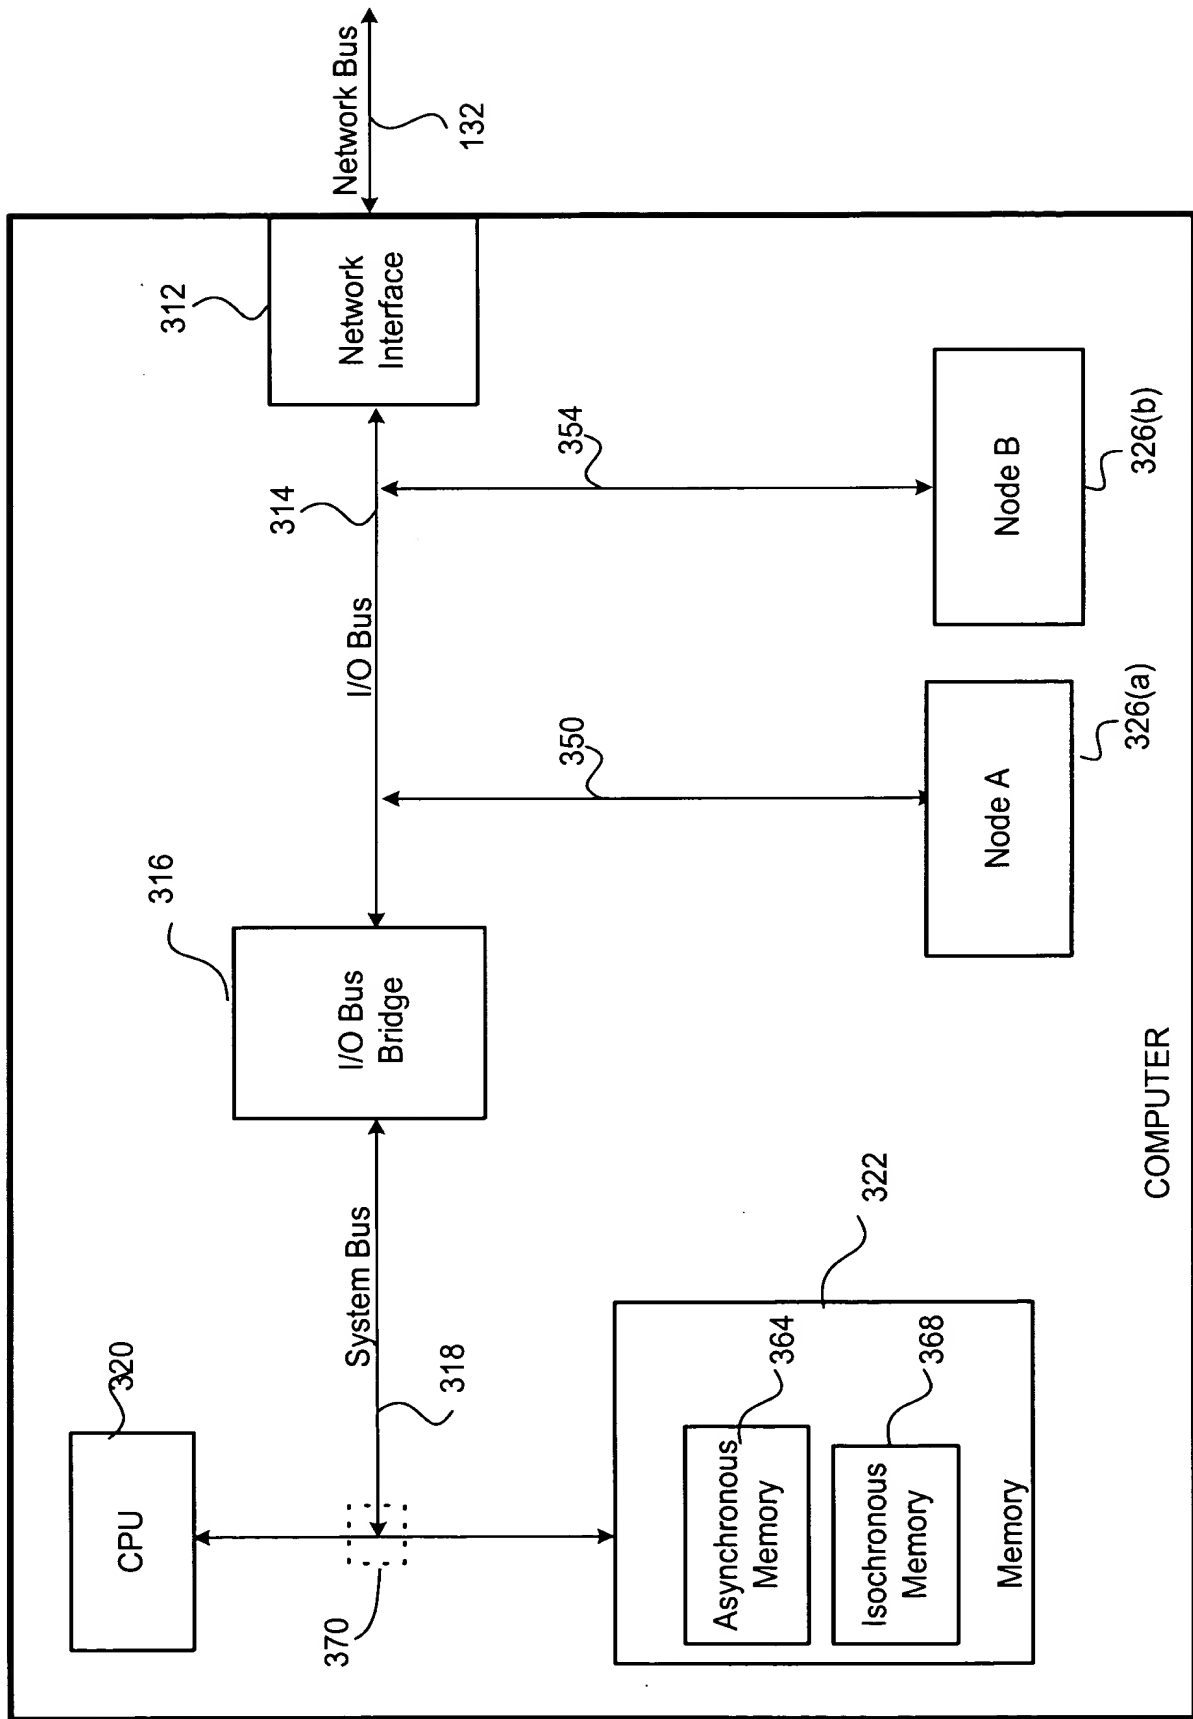 320
CPU
System Bus
318
370
316
I/O Bus
Bridge
I/O Bus
314
312
Network
Interface
Network Bus
132
350
354
Asynchronous
Memory
364
Isochronous
Memory
368
Memory
322
Node A
326(a)
Node B
326(b)
COMPUTER